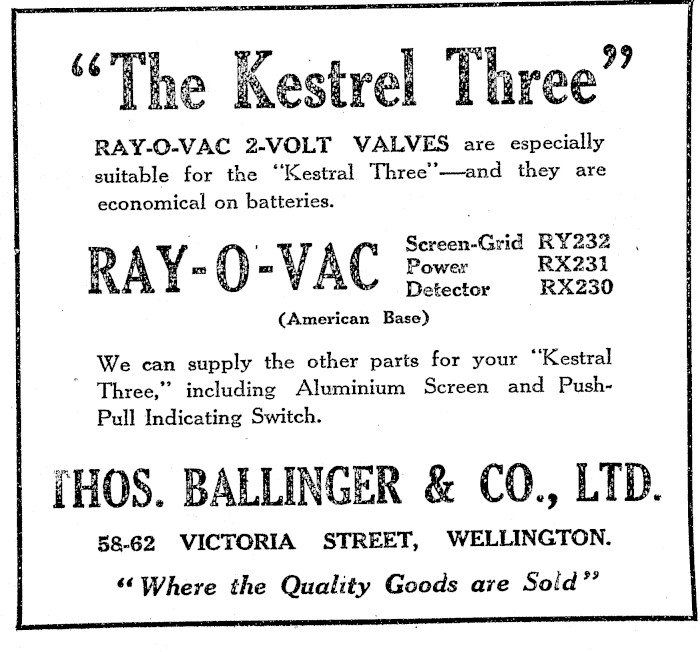 "The Kestrel Three"
RAY-O-VAC 2-VOLT VALVES are especially
suitable for the "Kestral Three"—and they are
economical on batteries.
RAY-O-VAC
Screen-Grid RY232
Power RX231
Detector RX230
(American Base)
We can supply the other parts for your "Kestral
Three," including Aluminium Screen and Push-
Pull Indicating Switch.
THOS. BALLINGER & CO., LTD.
58-62 VICTORIA STREET, WELLINGTON.
"Where the Quality Goods are Sold"